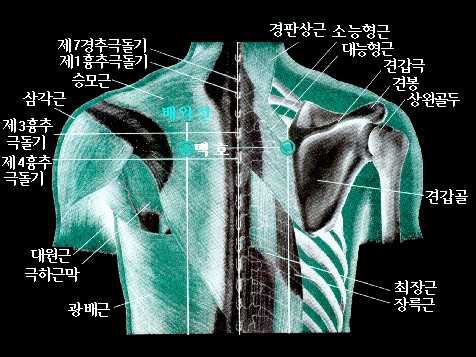 경판상근
소능형근
대능형근
제7경추극돌기
제1흉추극돌기
승모근
견갑극
견봉
상완골두
삼각근
배외선
제3흉추
극돌기
백호
제4흉추
극돌기
견갑골
대원근
극하근막
광배근
최장근
장륵근